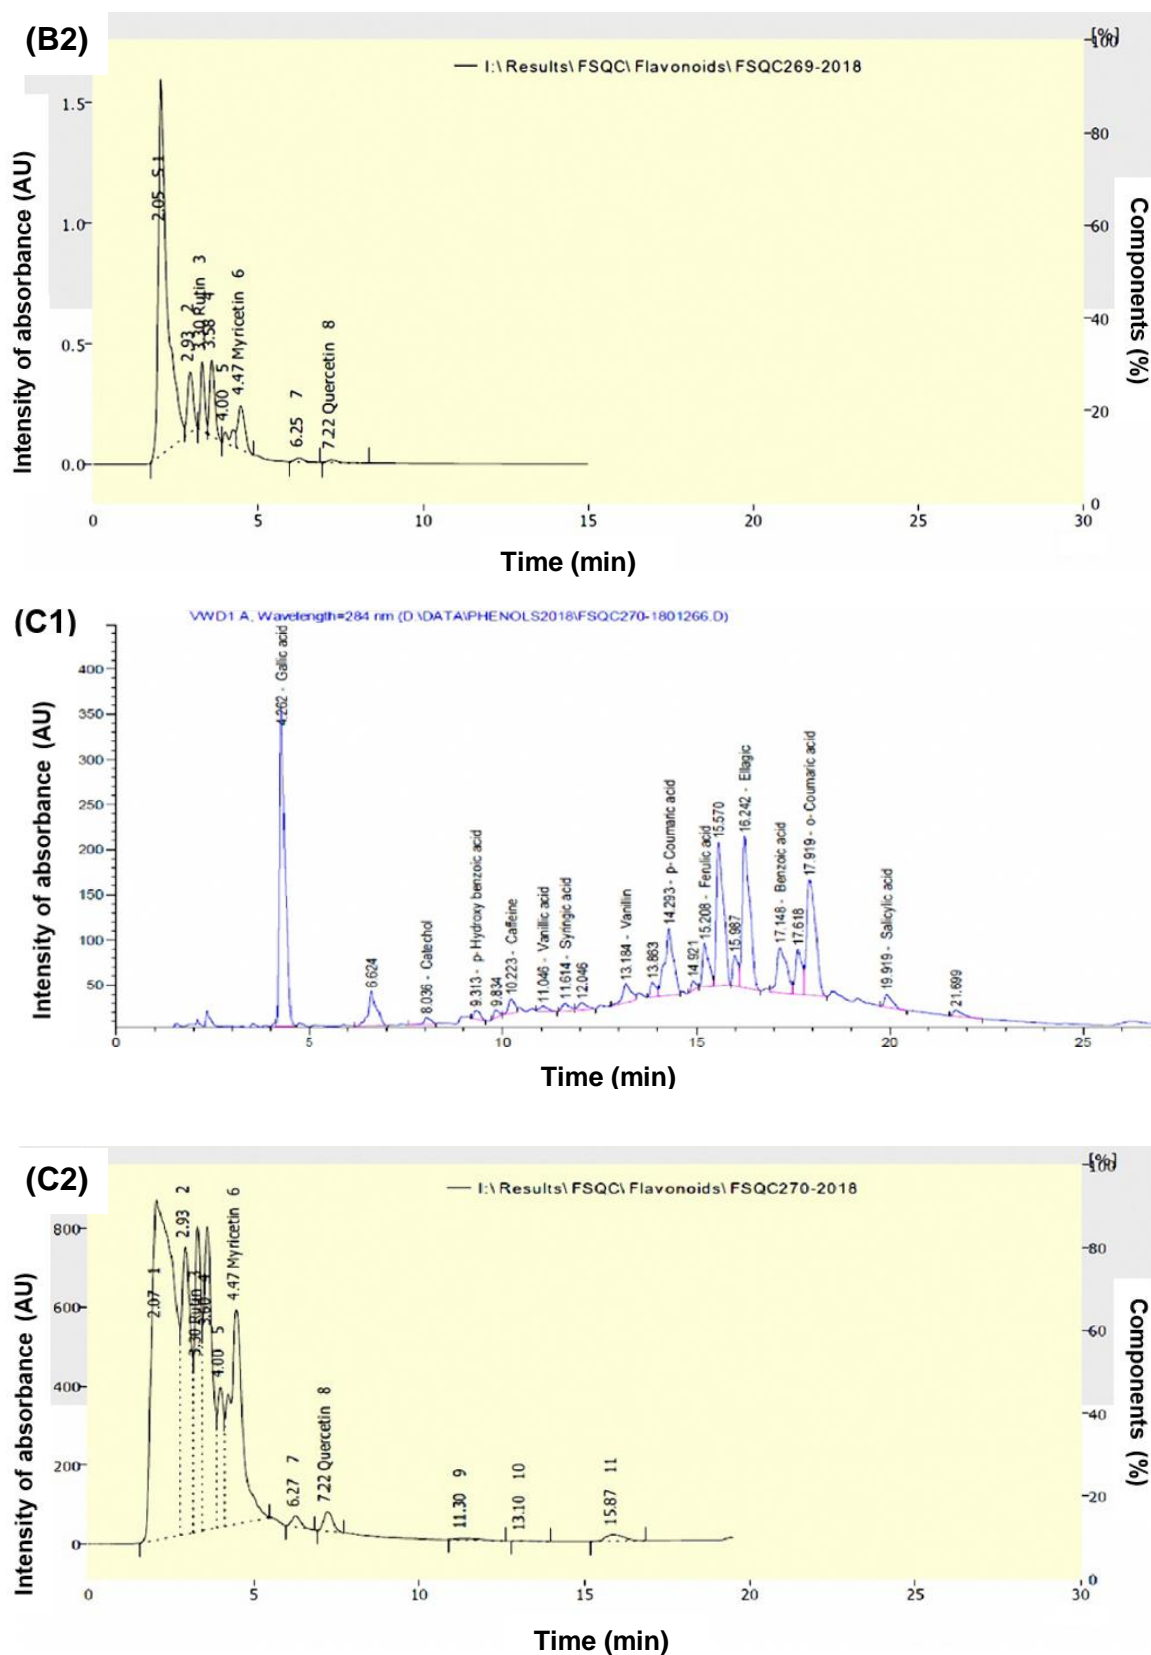 (B2)
[%]
100
I:\ Results\ FSQC\ Flavonoids\ FSQC269-2018
1.5
1.0
0.5
0.0
Intensity of absorbance (AU)
2.05 S 1
2.93 2
3.30 Rutin 3
3.58 4
4.00 5
4.47 Myricetin 6
6.25 7
7.22 Quercetin 8
80
60
40
20
0
Components (%)
0 5 10 15 20 25 30
Time (min)
(C1)
VWD1 A, Wavelength=284 nm (D:\DATA\PHENOLS2018\FSQC270-1801266.D)
Intensity of absorbance (AU)
400
350
300
250
200
150
100
50
4.262 - Gallic acid
6.624
8.036 - Catechol
9.313 - p-Hydroxy benzoic acid
9.834
10.223 - Caffeine
11.046 - Vanillic acid
11.614 - Syringic acid
12.046
13.184 - Vanillin
13.863
14.293 - p-Coumaric acid
14.921
15.208 - Ferulic acid
15.570
15.987
16.242 - Ellagic
17.148 - Benzoic acid
17.618
17.919 - o-Coumaric acid
19.919 - Salicylic acid
21.699
0 5 10 15 20 25
Time (min)
(C2)
[%]
100
I:\ Results\ FSQC\ Flavonoids\ FSQC270-2018
800
600
400
200
0
Intensity of absorbance (AU)
2.07 1
2.93 2
3.30 Rutin 3
3.60 4
4.00 5
4.47 Myricetin 6
6.27 7
7.22 Quercetin 8
11.30 9
13.10 10
15.87 11
80
60
40
20
0
Components (%)
0 5 10 15 20 25 30
Time (min)